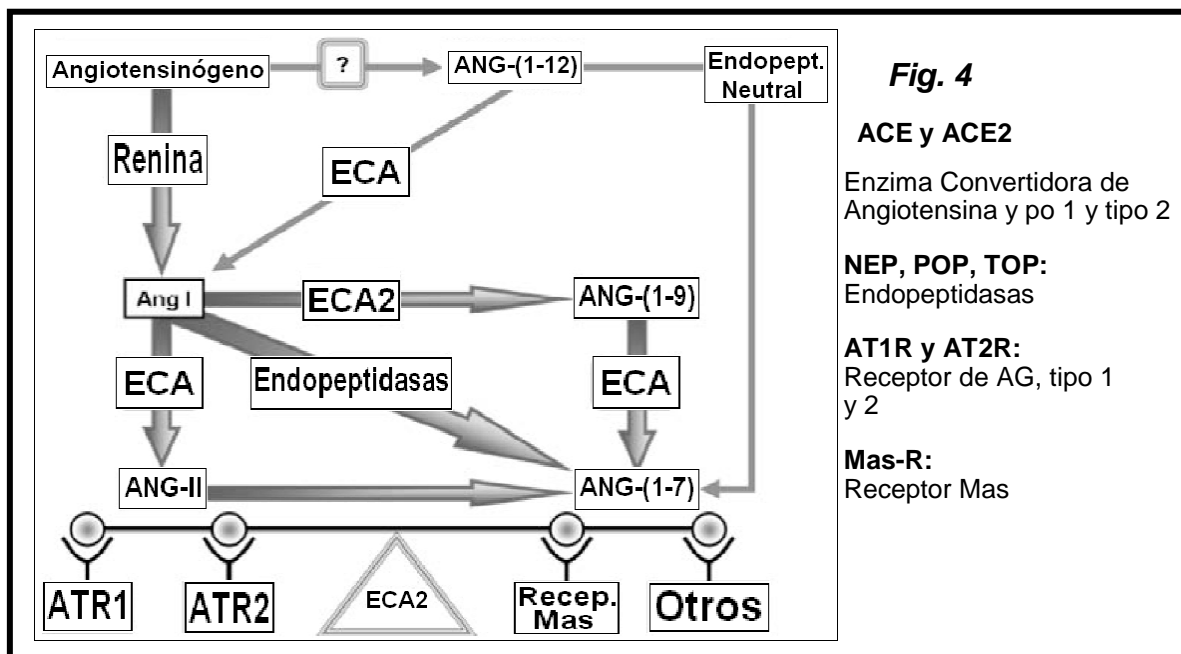 Angiotensinógeno
?
ANG-(1-12)
Endopept.
Neutral
Renina
ECA
Ang I
ECA2
ANG-(1-9)
ECA
Endopeptidasas
ECA
ANG-II
ANG-(1-7)
ATR1
ATR2
ECA2
Recep.
Mas
Otros
Fig. 4
ACE y ACE2
Enzima Convertidora de
Angiotensina y po 1 y tipo 2
NEP, POP, TOP:
Endopeptidasas
AT1R y AT2R:
Receptor de AG, tipo 1
y 2
Mas-R:
Receptor Mas